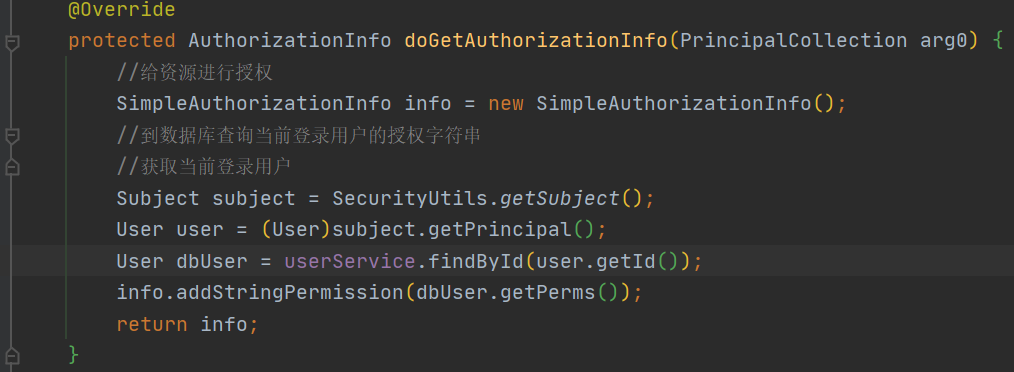 @Override
protected AuthorizationInfo doGetAuthorizationInfo(PrincipalCollection arg0) {
//给资源进行授权
SimpleAuthorizationInfo info = new SimpleAuthorizationInfo();
//到数据库查询当前登录用户的授权字符串
//获取当前登录用户
Subject subject = SecurityUtils.getSubject();
User user = (User)subject.getPrincipal();
User dbUser = userService.findById(user.getId());
info.addStringPermission(dbUser.getPerms());
return info;
}